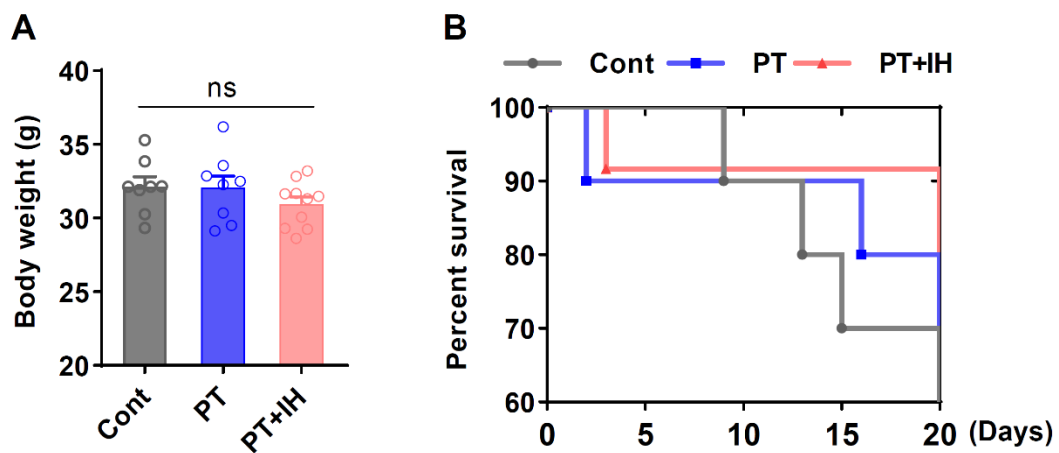 A
Body weight (g)
40
35
30
25
20
ns
Cont
PT
PT+IH
B
Cont
PT
PT+IH
Percent survival
100
90
80
70
60
0
5
10
15
20
(Days)